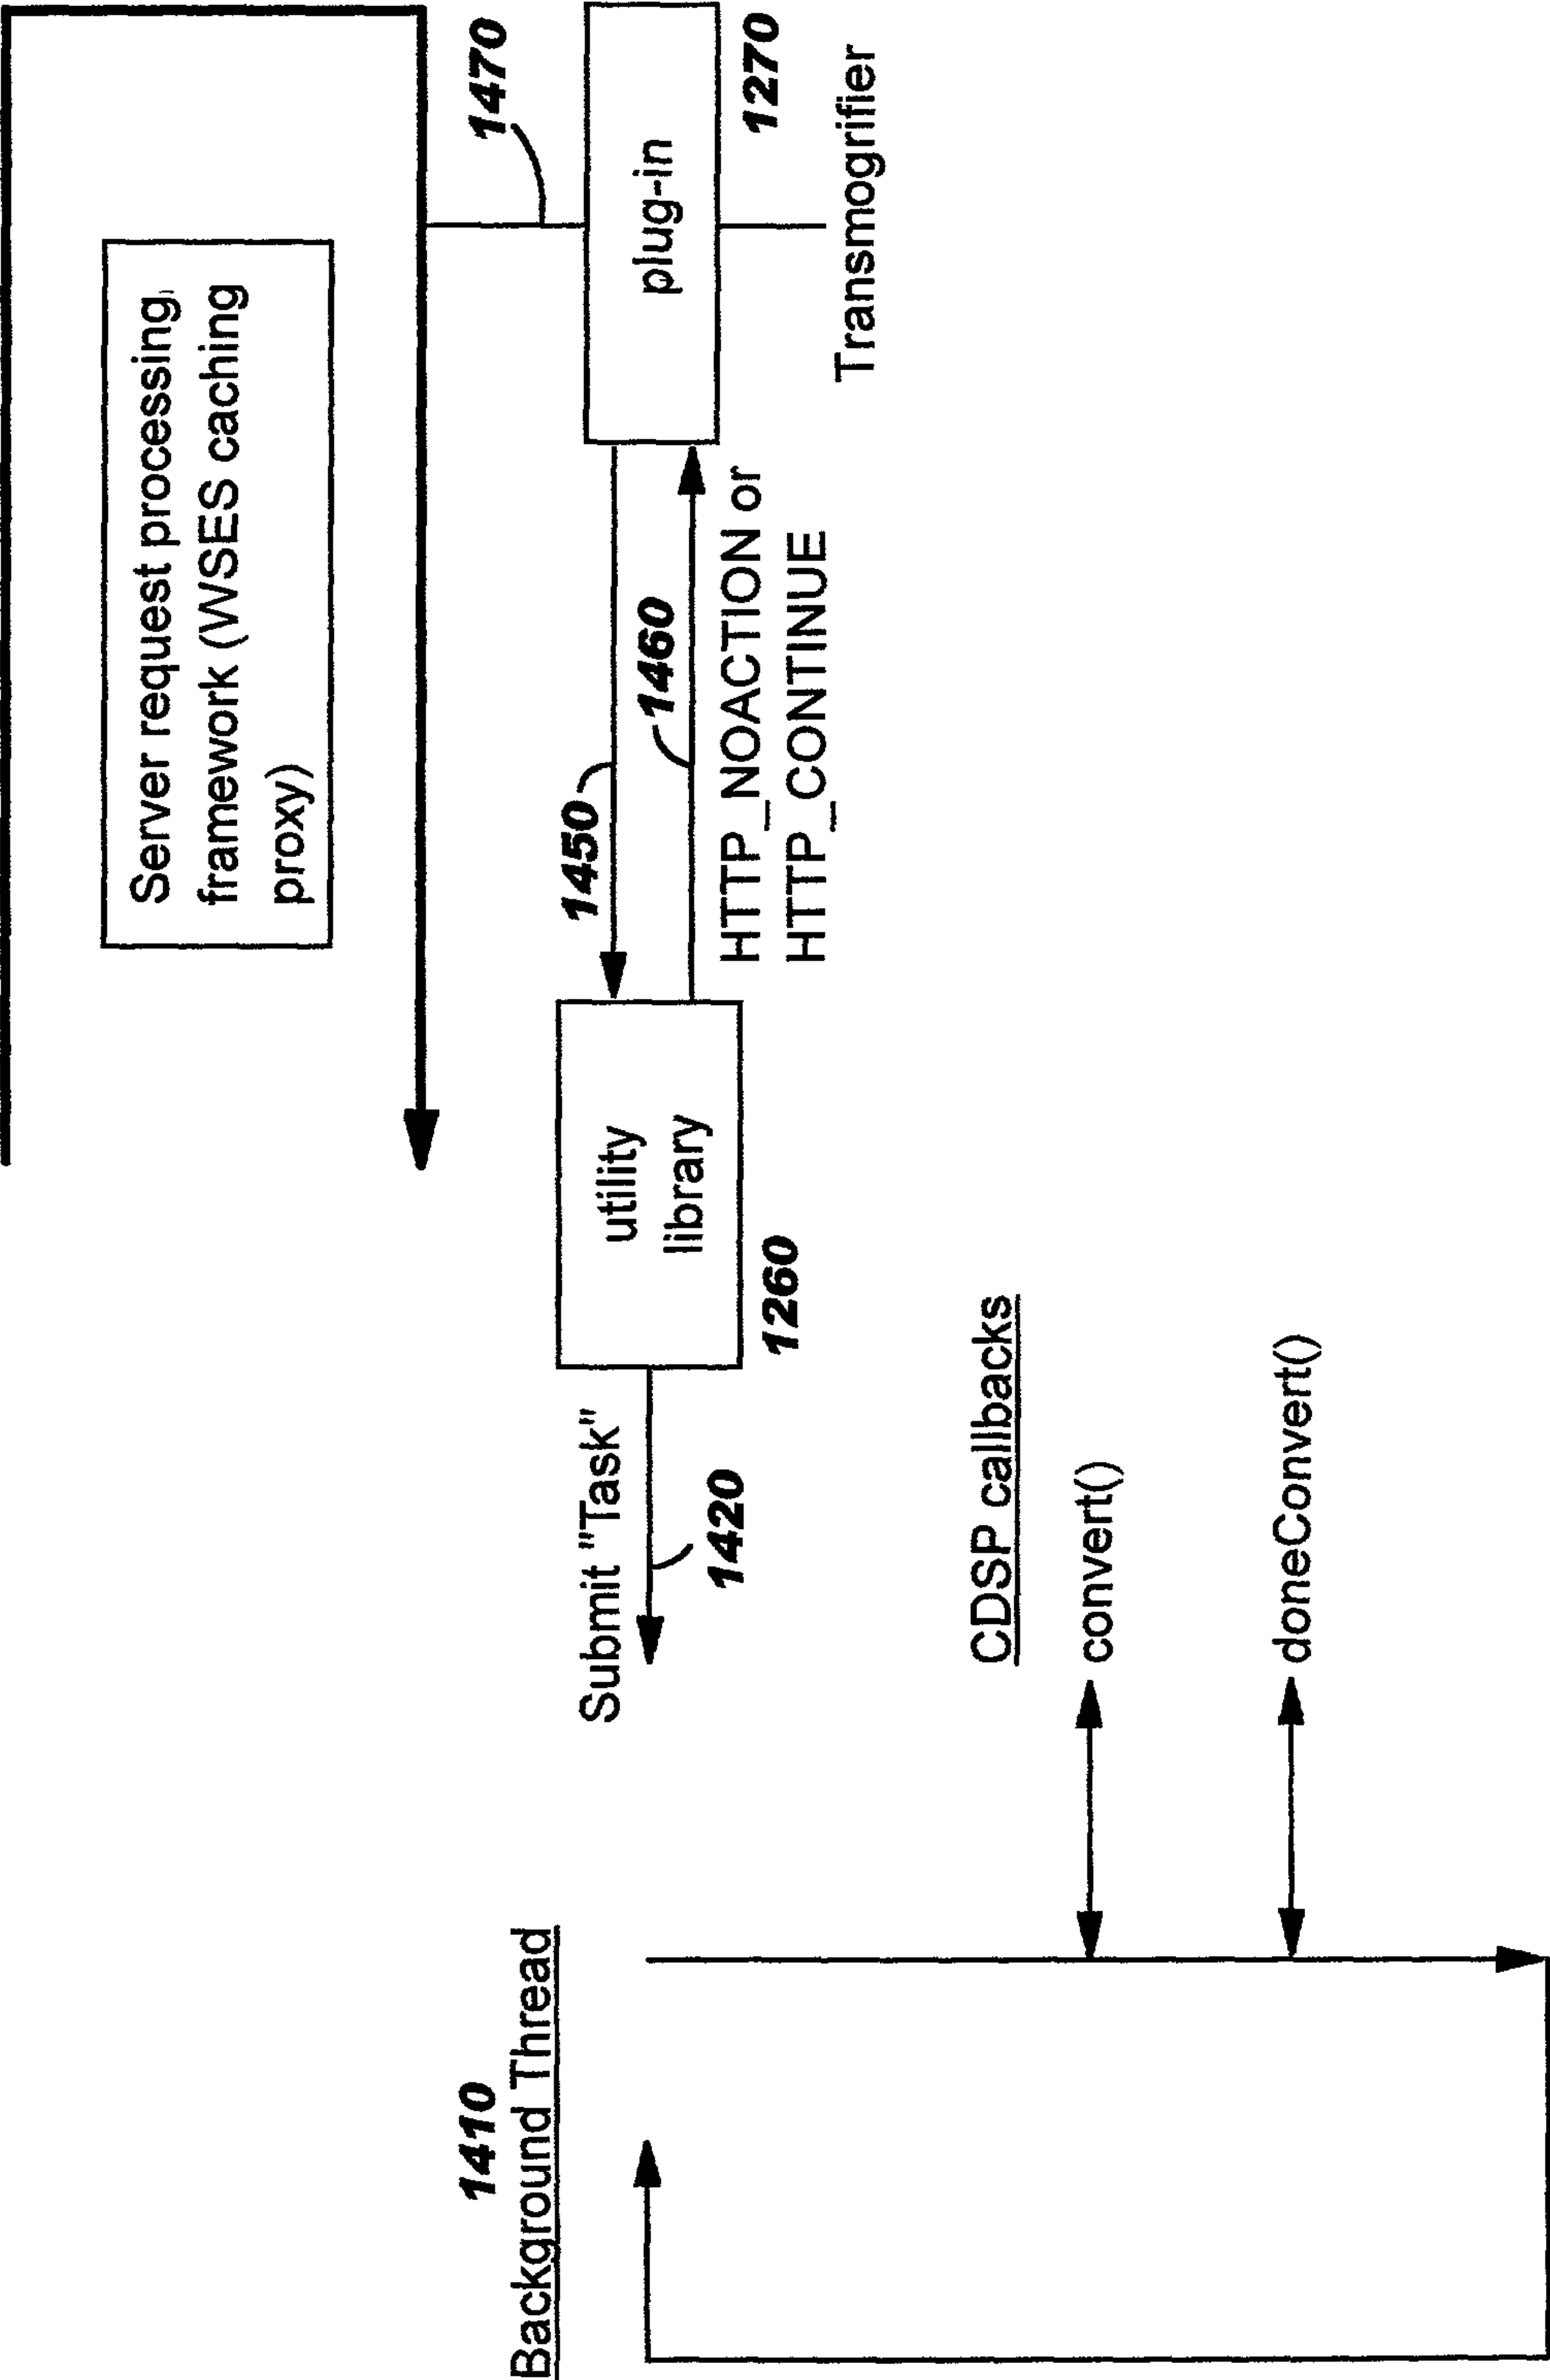 1410
Background Thread
Submit "Task"
1420
CDSP callbacks
convert()
doneConvert()
utility
library
1260
Server request processing
framework (WSES caching
proxy)
1450
1460
HTTP_NOACTION or
HTTP_CONTINUE
1470
plug-in
1270
Transmogrifier